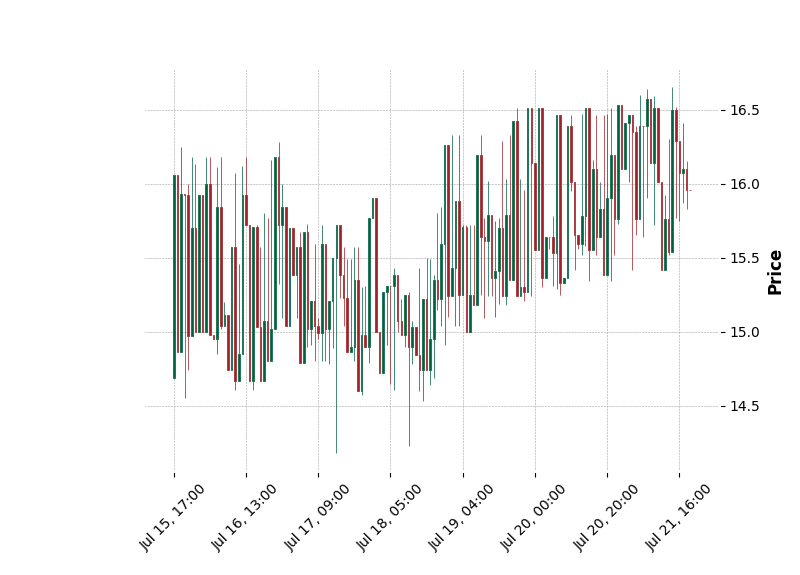 16.5
16.0
15.5
15.0
14.5
Price
Jul 15, 17:00
Jul 16, 13:00
Jul 17, 09:00
Jul 18, 05:00
Jul 19, 04:00
Jul 20, 00:00
Jul 20, 20:00
Jul 21, 16:00